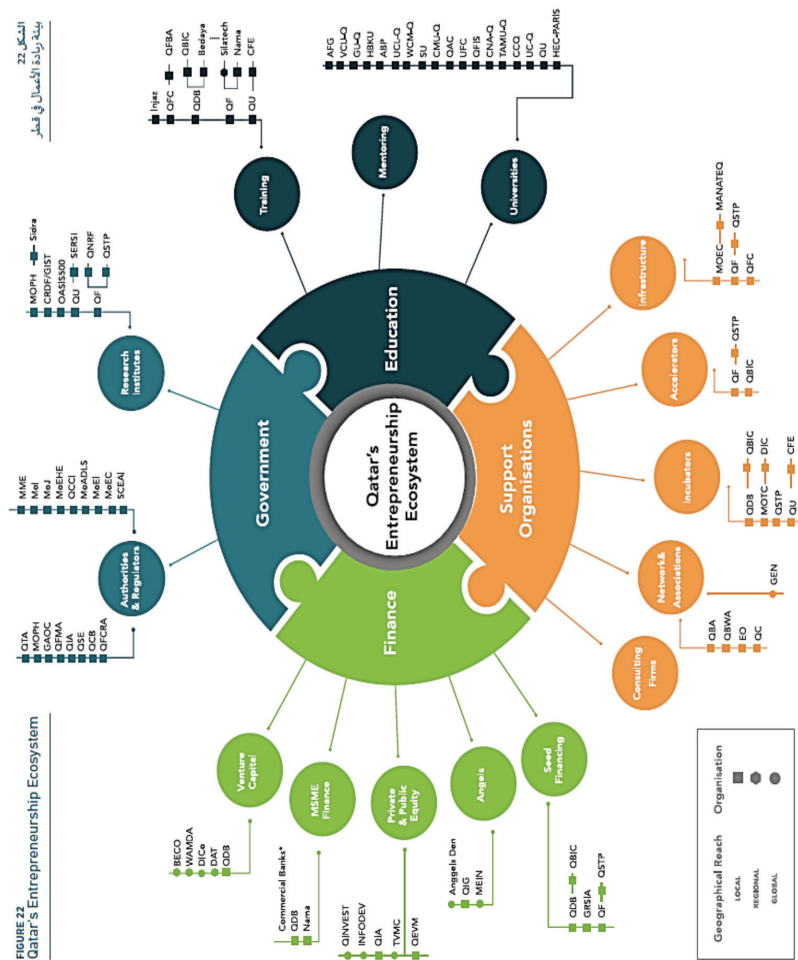 FIGURE 22
Qatar's Entrepreneurship Ecosystem
الشكل 22
بيئة ريادة الأعمال في قطر
Qatar's
Entrepreneurship
Ecosystem
Government
Authorities
& Regulators
QTA
MOPH
GAOC
QFMA
QIA
QSE
QCB
QFCRA
MME
MoI
MoJ
MoEHE
QCCI
MoADLS
MoEI
MoEC
SCEAI
Research
Institutes
MOPH
Sidra
CRDF/GIST
OASIS500
QU
SERSI
QF
QNRF
QSTP
Education
Training
Injaz
QFC
QFBA
QDB
QBIC
Bedaya
QF
Silatech
Nama
QU
CFE
Mentoring
Universities
AFG
VCU-Q
GU-Q
HBKU
ABP
UCL-Q
WCM-Q
SU
CMU-Q
QAC
UFC
QFIS
CNA-Q
TAMU-Q
CCQ
UC-Q
QU
HEC-PARIS
Support
Organisations
Infrastructure
MOEC
MANATEQ
QF
QSTP
QFC
Accelerators
QF
QSTP
QBIC
Incubators
QDB
QBIC
MOTC
DIC
QSTP
QU
CFE
Network&
Associations
QBA
QBWA
EO
QC
GEN
Consulting
Firms
Finance
Venture
Capital
BECO
WAMDA
DICo
DAT
QDB
MSME
Finance
Commercial Banks*
QDB
Nama
Private
& Public
Equity
QINVEST
INFODEV
QIA
TVMC
QEVM
Angels
Anggels Den
QIG
MEIN
Seed
Financing
QDB
QBIC
GRSIA
QF
QSTP
Geographical Reach
Organisation
LOCAL
REGIONAL
GLOBAL